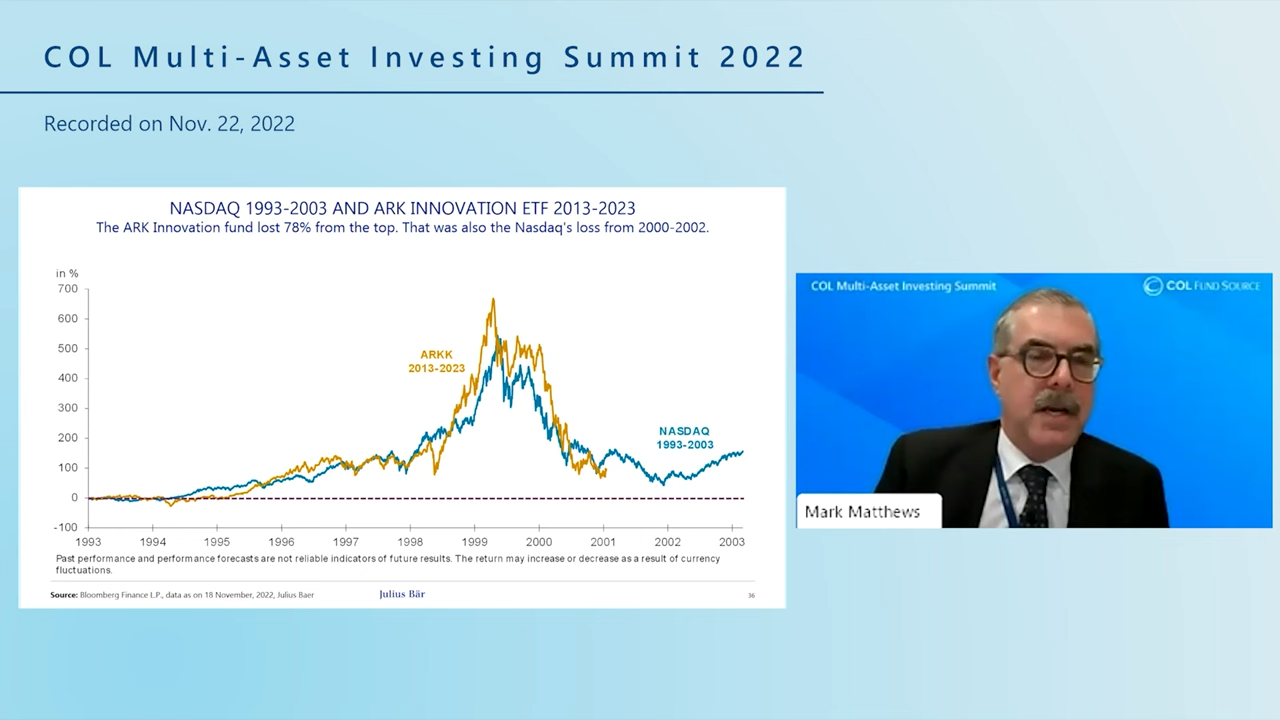 COL Multi-Asset Investing Summit 2022
Recorded on Nov. 22, 2022
NASDAQ 1993-2003 AND ARK INNOVATION ETF 2013-2023
The ARK Innovation fund lost 78% from the top. That was also the Nasdaq's loss from 2000-2002.
in %
700
600
500
400
300
200
100
0
-100
ARKK
2013-2023
NASDAQ
1993-2003
1993 1994 1995 1996 1997 1998 1999 2000 2001 2002 2003
Past performance and performance forecasts are not reliable indicators of future results. The return may increase or decrease as a result of currency
fluctuations.
Source: Bloomberg Finance L.P., data as on 18 November, 2022, Julius Baer
Julius Bär
36
COL Multi-Asset Investing Summit
COL FUND SOURCE
Mark Matthews